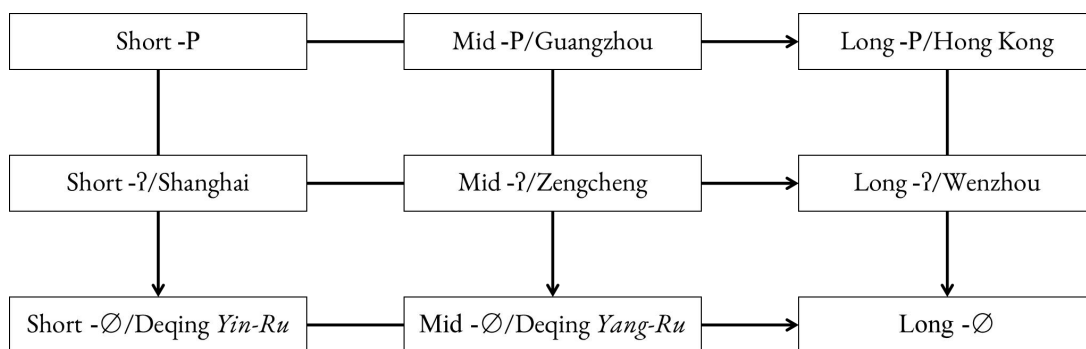 Short -P
Mid -P/Guangzhou
Long -P/Hong Kong
Short -ʔ/Shanghai
Mid -ʔ/Zengcheng
Long -ʔ/Wenzhou
Short -∅/Deqing Yin-Ru
Mid -∅/Deqing Yang-Ru
Long -∅